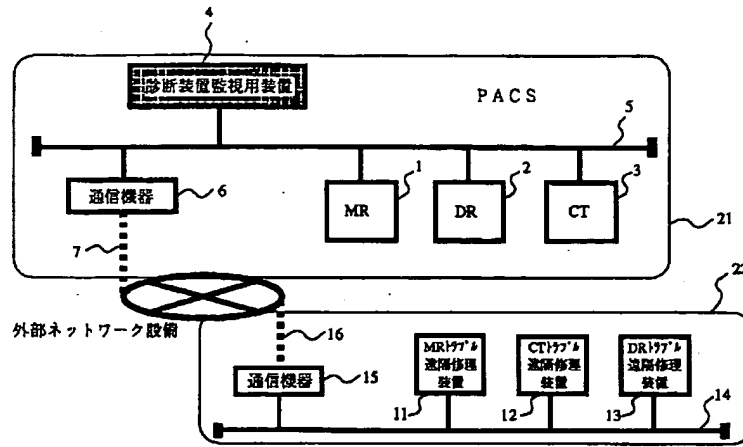 4
診断装置監視用装置
PACS
5
通信機器
6
1
2
3
MR
DR
CT
7
21
外部ネットワーク設備
22
16
MRトラブル
遠隔修理
装置
CTトラブル
遠隔修理
装置
DRトラブル
遠隔修理
装置
通信機器
15
11
12
13
14